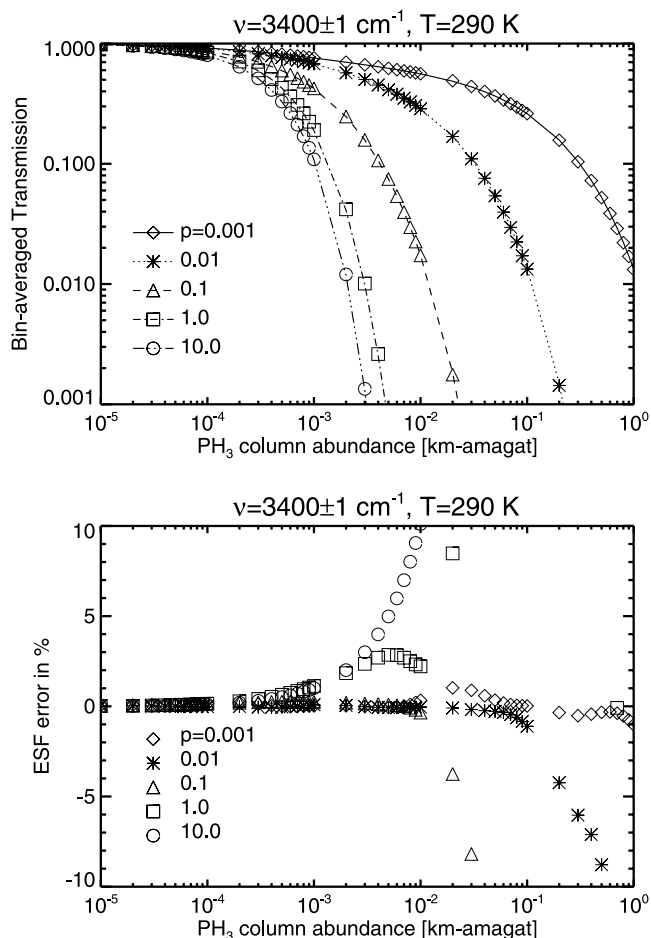 ν=3400±1 cm⁻¹, T=290 K
Bin-averaged Transmission
1.000
0.100
0.010
0.001
p=0.001
0.01
0.1
1.0
10.0
10⁻⁵ 10⁻⁴ 10⁻³ 10⁻² 10⁻¹ 10⁰
PH₃ column abundance [km-amagat]
ν=3400±1 cm⁻¹, T=290 K
ESF error in %
10
5
0
-5
-10
p=0.001
0.01
0.1
1.0
10.0
10⁻⁵ 10⁻⁴ 10⁻³ 10⁻² 10⁻¹ 10⁰
PH₃ column abundance [km-amagat]